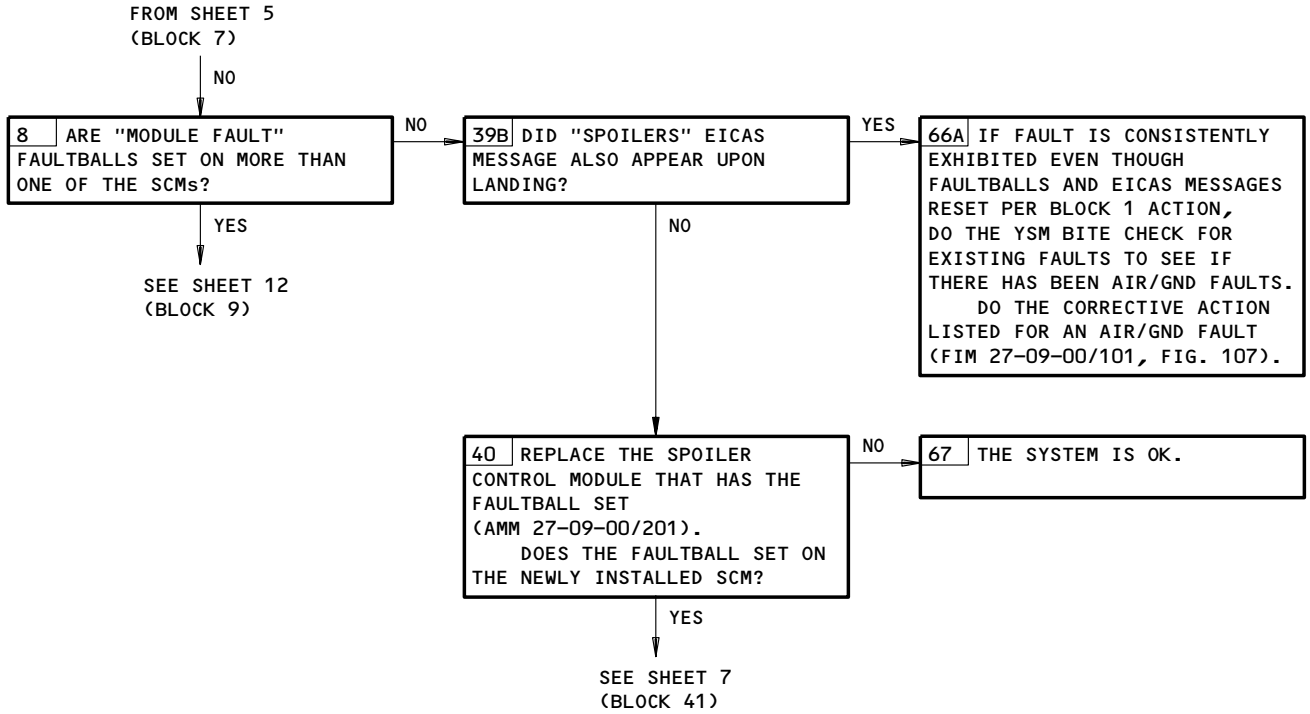 FROM SHEET 5
(BLOCK 7)
NO
8 ARE "MODULE FAULT"
FAULTBALLS SET ON MORE THAN
ONE OF THE SCMs?
NO
YES
SEE SHEET 12
(BLOCK 9)
39B DID "SPOILERS" EICAS
MESSAGE ALSO APPEAR UPON
LANDING?
YES
NO
66A IF FAULT IS CONSISTENTLY
EXHIBITED EVEN THOUGH
FAULTBALLS AND EICAS MESSAGES
RESET PER BLOCK 1 ACTION,
DO THE YSM BITE CHECK FOR
EXISTING FAULTS TO SEE IF
THERE HAS BEEN AIR/GND FAULTS.
DO THE CORRECTIVE ACTION
LISTED FOR AN AIR/GND FAULT
(FIM 27-09-00/101, FIG. 107).
40 REPLACE THE SPOILER
CONTROL MODULE THAT HAS THE
FAULTBALL SET
(AMM 27-09-00/201).
DOES THE FAULTBALL SET ON
THE NEWLY INSTALLED SCM?
NO
67 THE SYSTEM IS OK.
YES
SEE SHEET 7
(BLOCK 41)